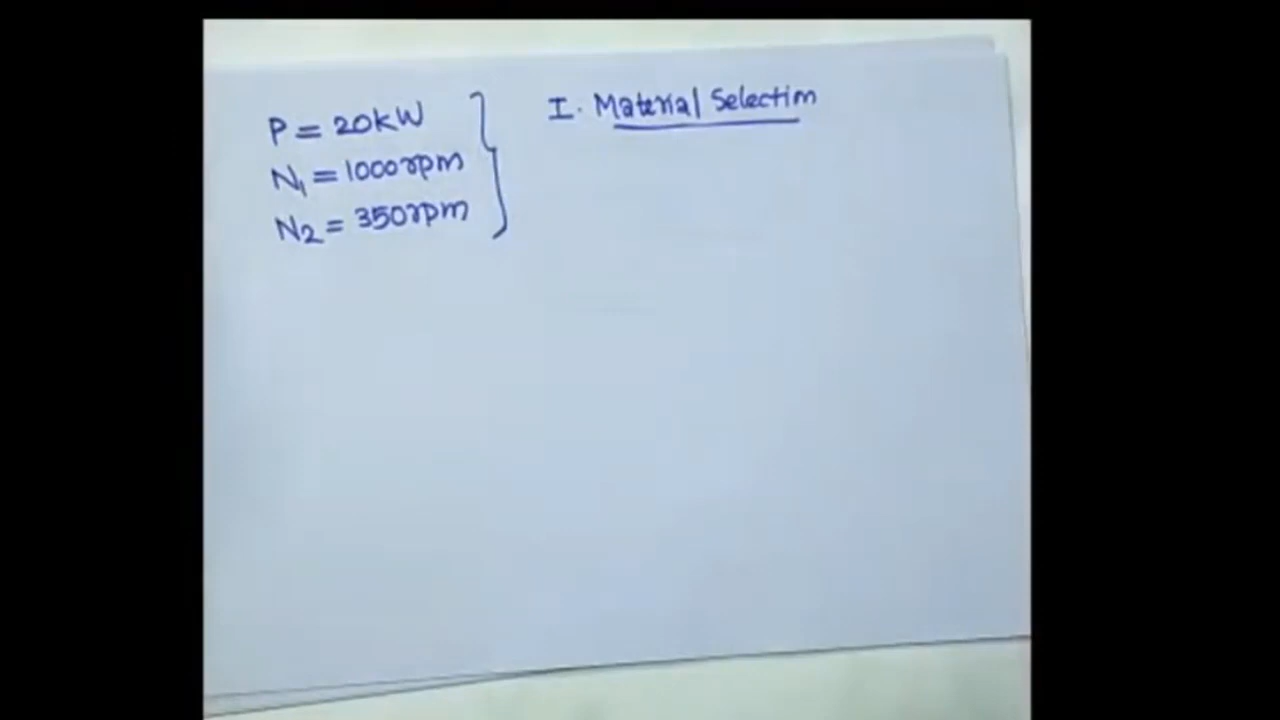 P = 20kW
N1 = 1000rpm
N2 = 350rpm
I. Material Selection